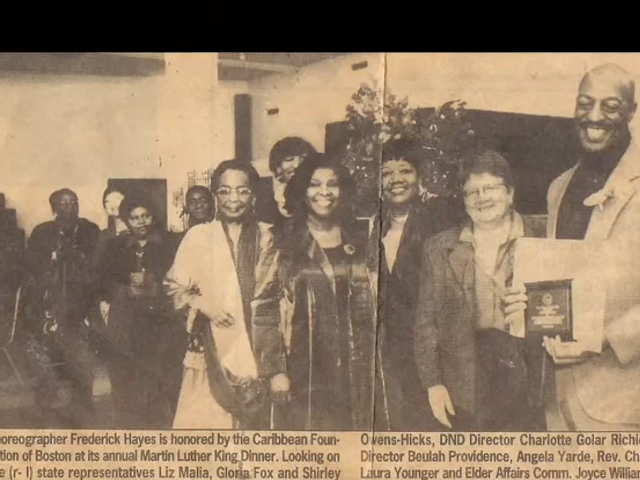 horeographer Frederick Hayes is honored by the Caribbean Foun-
tion of Boston at its annual Martin Luther King Dinner. Looking on
e (r- l) state representatives Liz Malia, Gloria Fox and Shirley
Owens-Hicks, DND Director Charlotte Golar Richie
Director Beulah Providence, Angela Yarde, Rev. Ch
Laura Younger and Elder Affairs Comm. Joyce Willia